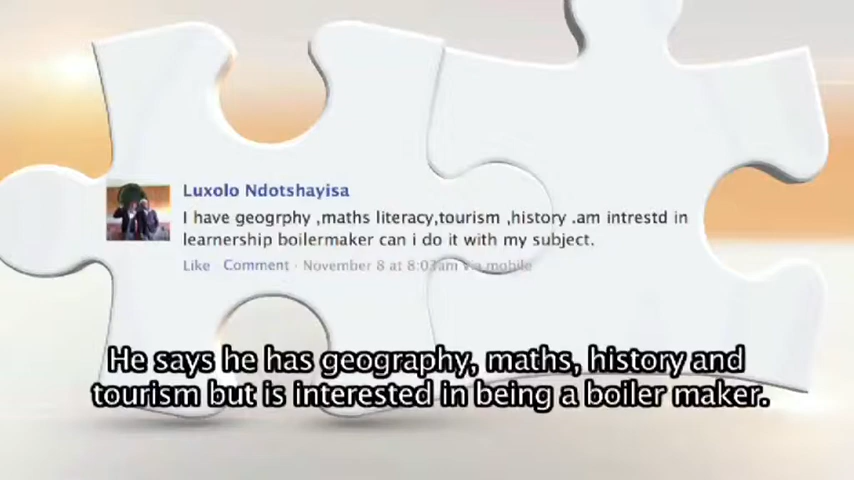 Luxolo Ndotshayisa
I have geogrphy ,maths literacy,tourism ,history .am intrestd in
learnership boilermaker can i do it with my subject.
Like · Comment · November 8 at 8:03am via mobile
He says he has geography, maths, history and
tourism but is interested in being a boiler maker.